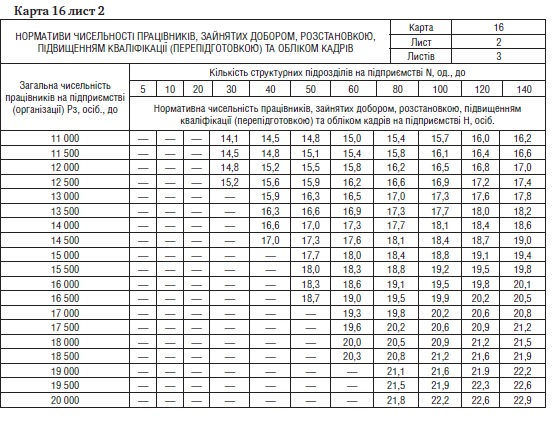 Карта 16 лист 2
НОРМАТИВИ ЧИСЕЛЬНОСТІ ПРАЦІВНИКІВ, ЗАЙНЯТИХ ДОБОРОМ, РОЗСТАНОВКОЮ,
ПІДВИЩЕННЯМ КВАЛІФІКАЦІЇ (ПЕРЕПІДГОТОВКОЮ) ТА ОБЛІКОМ КАДРІВ
Карта 16
Лист 2
Листів 3
Загальна чисельність
працівників на підприємстві
(організації) Рз, осіб., до
Кількість структурних підрозділів на підприємстві N, од., до
5 10 20 30 40 50 60 80 100 120 140
Нормативна чисельність працівників, зайнятих добором, розстановкою, підвищенням
кваліфікації (перепідготовкою) та обліком кадрів на підприємстві Н, осиб.
11 000 — — — 14,1 14,5 14,8 15,0 15,4 15,7 16,0 16,2
11 500 — — — 14,5 14,8 15,1 15,4 15,8 16,1 16,4 16,6
12 000 — — — 14,8 15,2 15,5 15,8 16,2 16,5 16,8 17,0
12 500 — — — 15,2 15,6 15,9 16,2 16,6 16,9 17,2 17,4
13 000 — — — — 15,9 16,3 16,5 17,0 17,3 17,6 17,8
13 500 — — — — 16,3 16,6 16,9 17,3 17,7 18,0 18,2
14 000 — — — — 16,6 17,0 17,3 17,7 18,1 18,4 18,6
14 500 — — — — 17,0 17,3 17,6 18,1 18,4 18,7 19,0
15 000 — — — — — 17,7 18,0 18,4 18,8 19,1 19,4
15 500 — — — — — 18,0 18,3 18,8 19,2 19,5 19,8
16 000 — — — — — 18,3 18,6 19,1 19,5 19,8 20,1
16 500 — — — — — 18,7 19,0 19,5 19,9 20,2 20,5
17 000 — — — — — — 19,3 19,8 20,2 20,6 20,8
17 500 — — — — — — 19,6 20,2 20,6 20,9 21,2
18 000 — — — — — — 20,0 20,5 20,9 21,2 21,5
18 500 — — — — — — 20,3 20,8 21,2 21,6 21,9
19 000 — — — — — — — 21,1 21,6 21.9 22,2
19 500 — — — — — — — 21,5 21,9 22,3 22,6
20 000 — — — — — — — 21,8 22,2 22,6 22,9